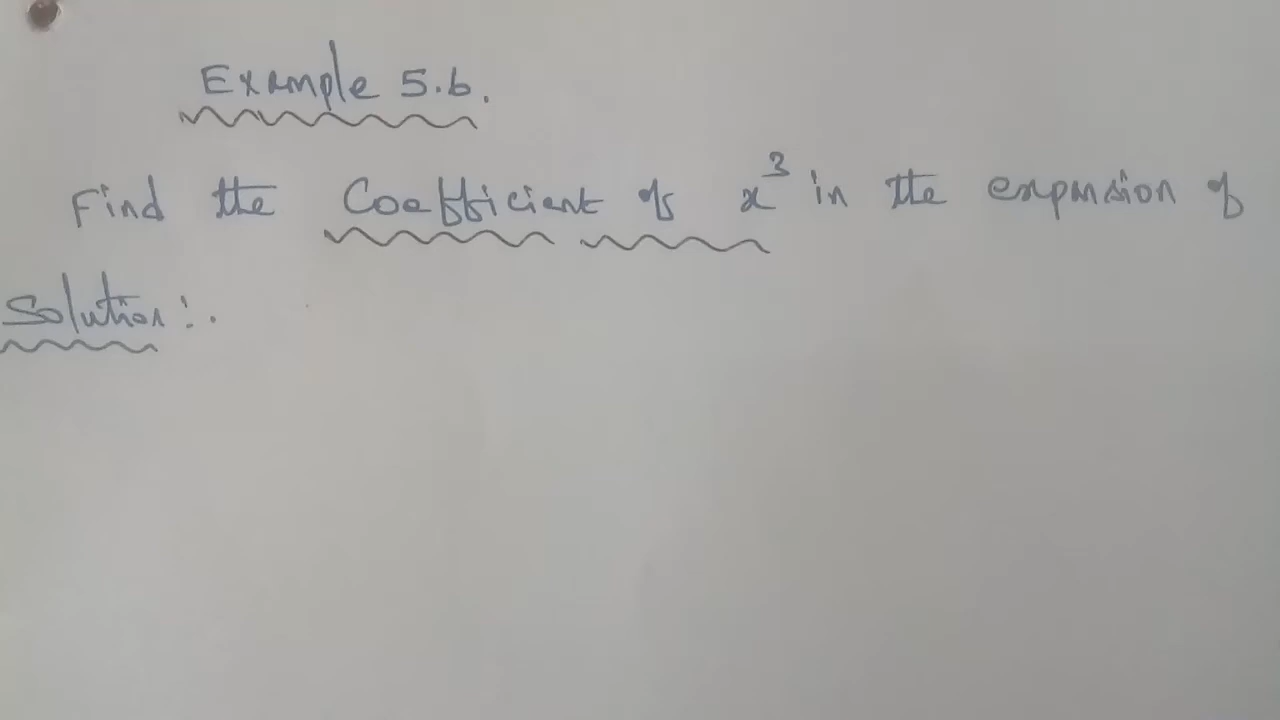 Example 5.6.
Find the Coefficient of x³ in the expansion of
Solution:.